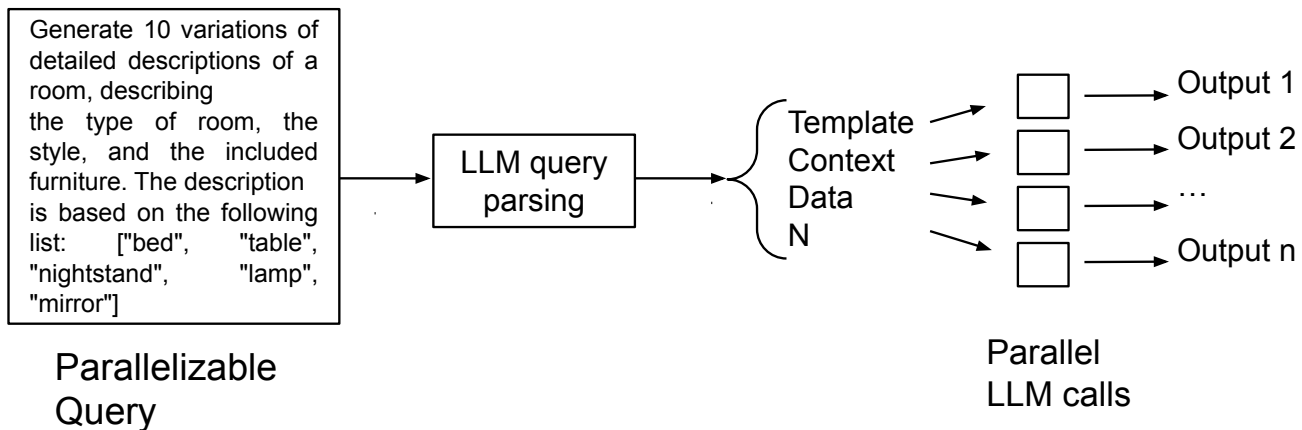 Generate 10 variations of
detailed descriptions of a
room, describing
the type of room, the
style, and the included
furniture. The description
is based on the following
list: ["bed", "table",
"nightstand", "lamp",
"mirror"]
Parallelizable
Query
LLM query
parsing
Template
Context
Data
N
Output 1
Output 2
...
Output n
Parallel
LLM calls